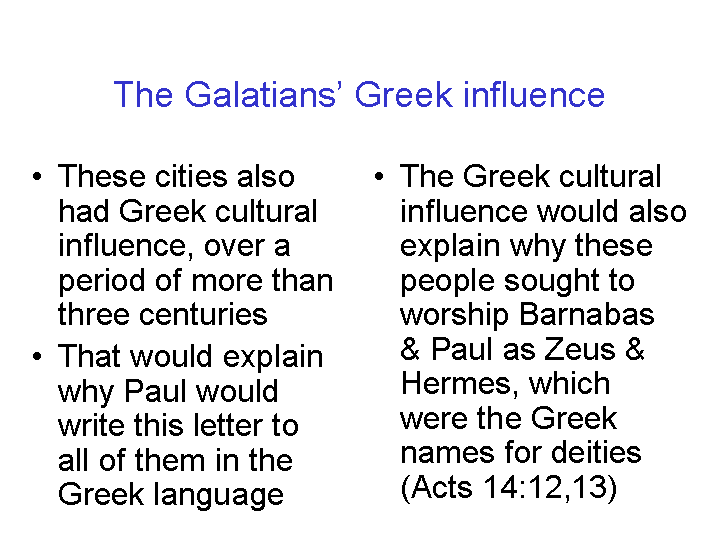 The Galatians’ Greek influence
• These cities also
had Greek cultural
influence, over a
period of more than
three centuries
• That would explain
why Paul would
write this letter to
all of them in the
Greek language
• The Greek cultural
influence would also
explain why these
people sought to
worship Barnabas
& Paul as Zeus &
Hermes, which
were the Greek
names for deities
(Acts 14:12,13)